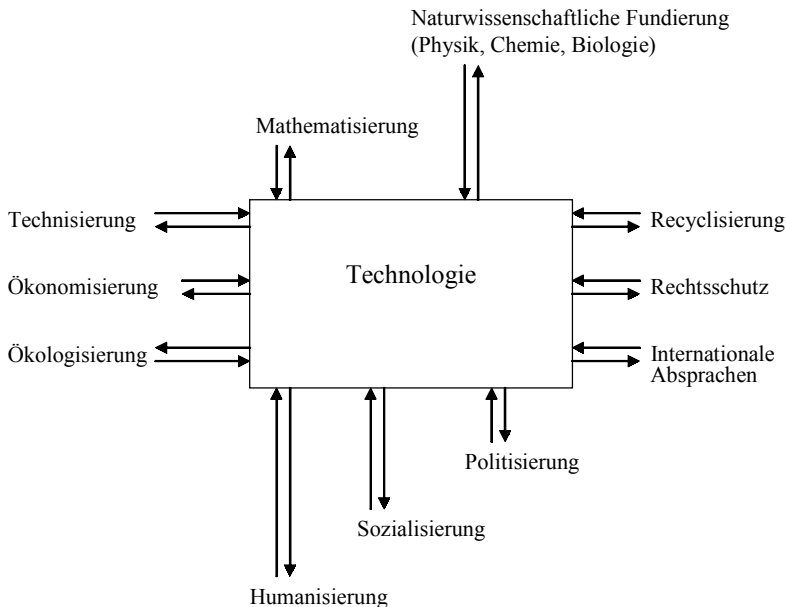 Naturwissenschaftliche Fundierung
(Physik, Chemie, Biologie)
Mathematisierung
Technisierung
Recyclisierung
Technologie
Ökonomisierung
Rechtsschutz
Ökologisierung
Internationale
Absprachen
Politisierung
Sozialisierung
Humanisierung